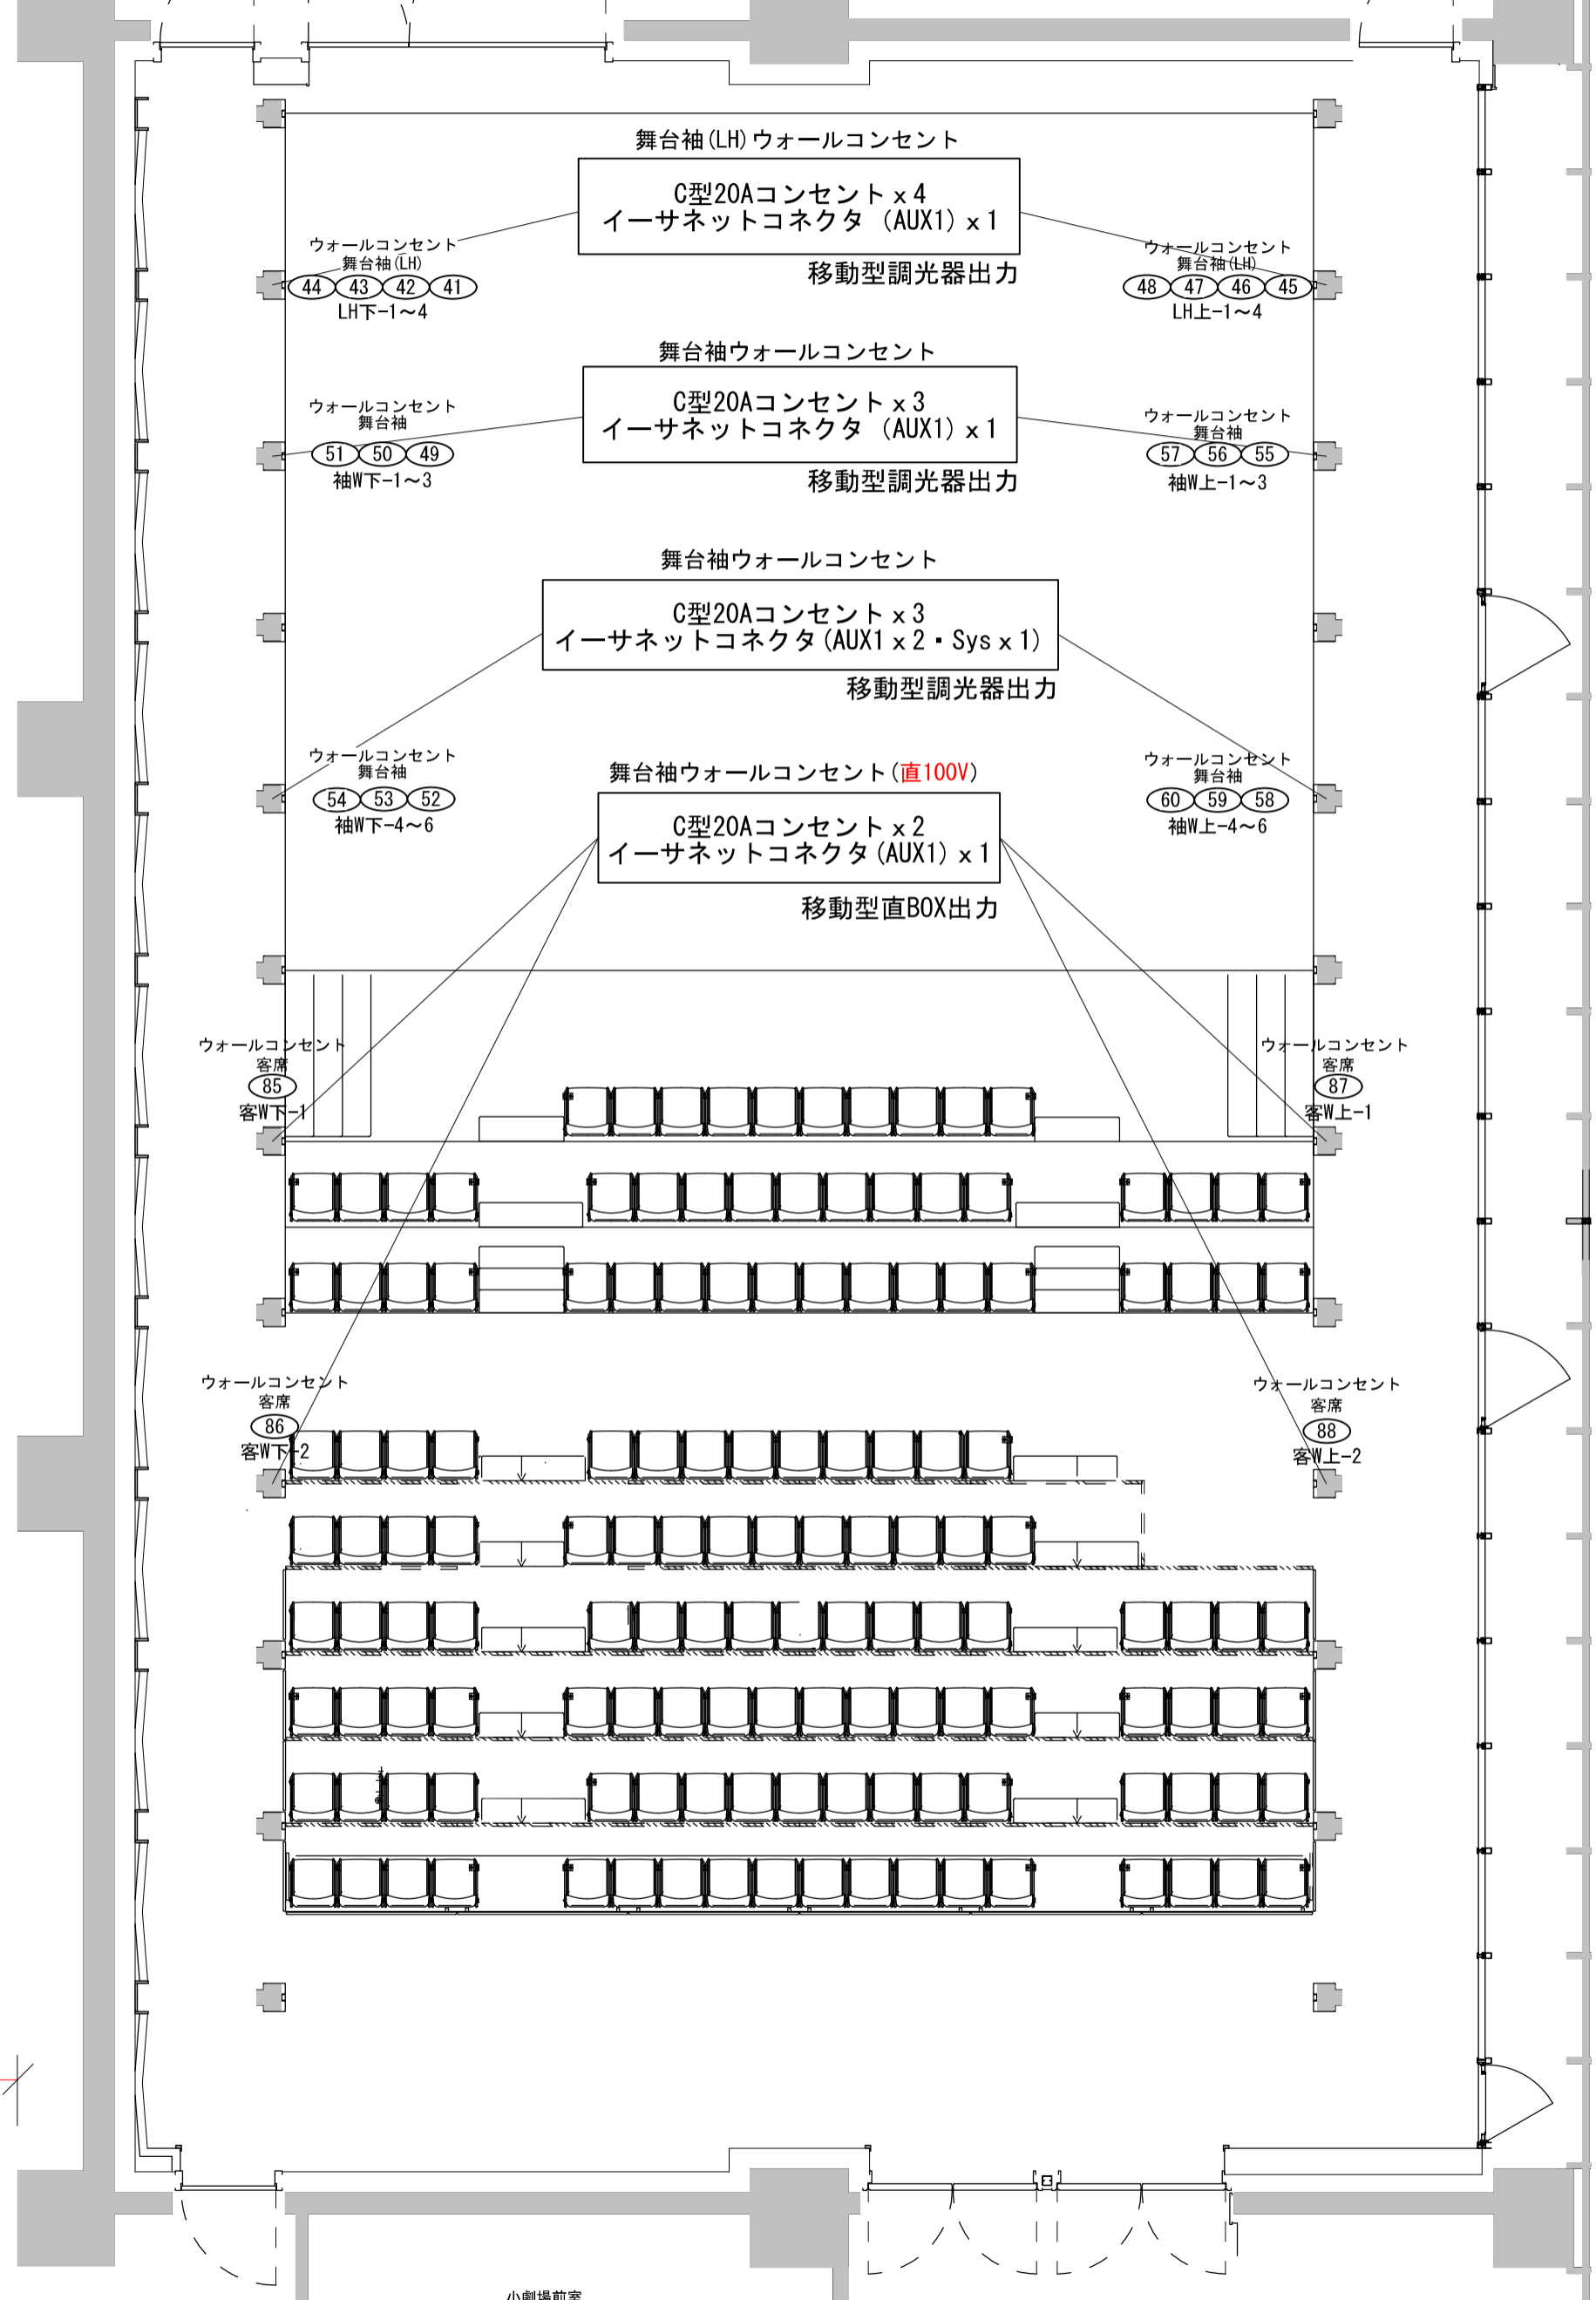 舞台袖(LH)ウォールコンセント
C型20Aコンセントx4
イーサネットコネクタ (AUX1)x1
移動型調光器出力
ウォールコンセント
舞台袖(LH)
44 43 42 41
LH下-1～4
ウォールコンセント
舞台袖(LH)
48 47 46 45
LH上-1～4
舞台袖ウォールコンセント
C型20Aコンセントx3
イーサネットコネクタ (AUX1)x1
移動型調光器出力
ウォールコンセント
舞台袖
51 50 49
袖W下-1～3
ウォールコンセント
舞台袖
57 56 55
袖W上-1～3
舞台袖ウォールコンセント
C型20Aコンセントx3
イーサネットコネクタ(AUX1x2・Sysx1)
移動型調光器出力
ウォールコンセント
舞台袖
54 53 52
袖W下-4～6
ウォールコンセント
舞台袖
60 59 58
袖W上-4～6
舞台袖ウォールコンセント(直100V)
C型20Aコンセントx2
イーサネットコネクタ(AUX1)x1
移動型直BOX出力
ウォールコンセント
客席
85
客W下-1
ウォールコンセント
客席
87
客W上-1
ウォールコンセント
客席
86
客W下-2
ウォールコンセント
客席
88
客W上-2
小劇場前室